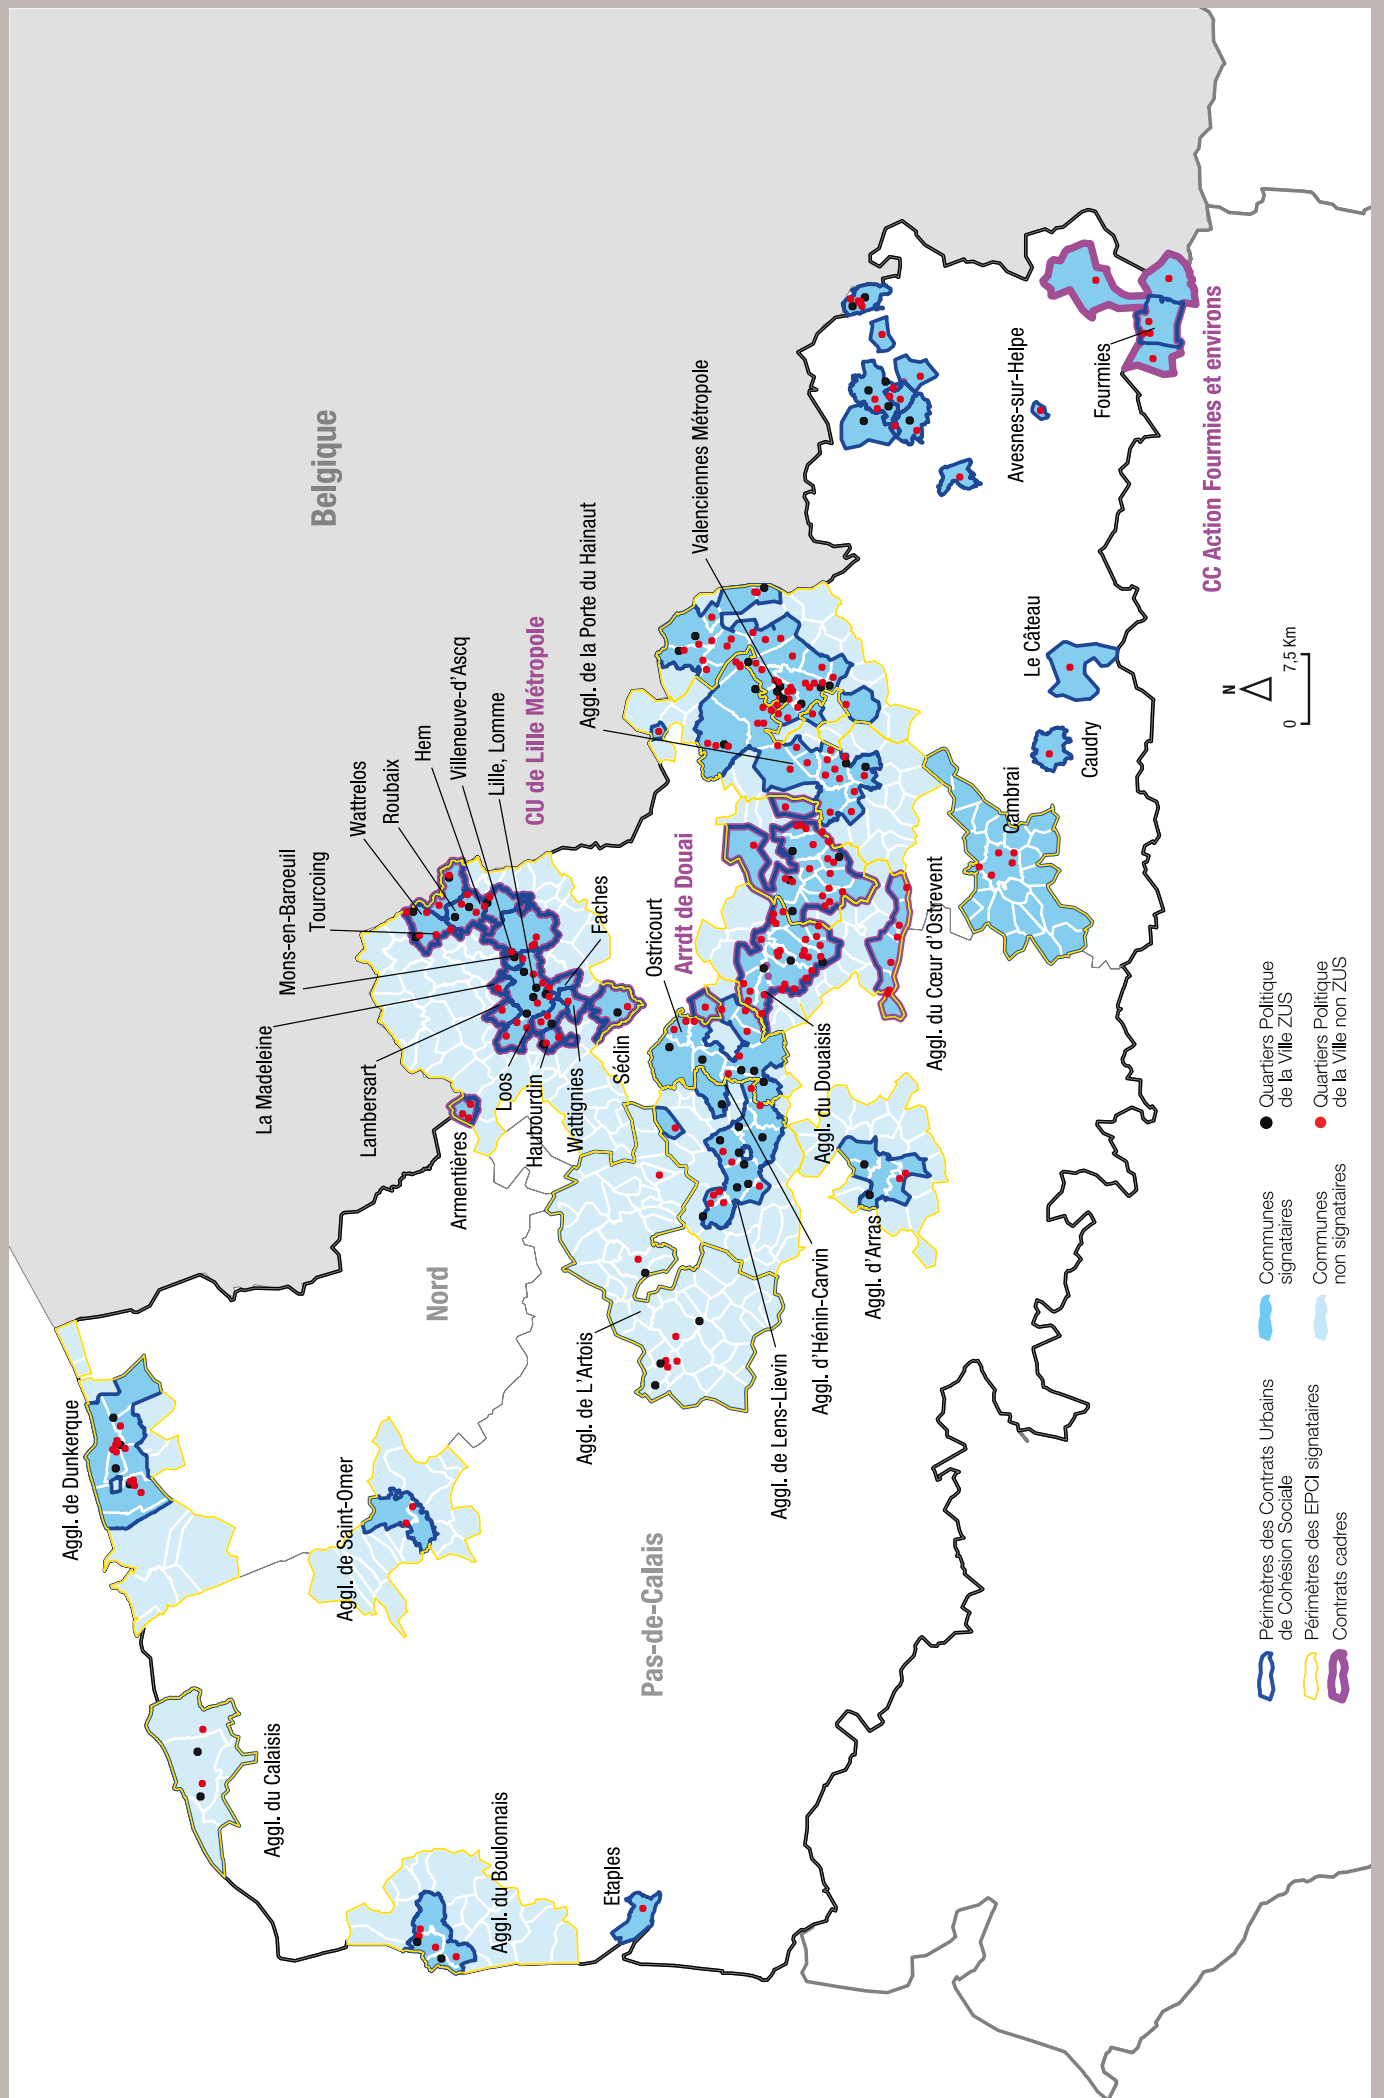 Belgique
Nord
Pas-de-Calais
Aggl. de Dunkerque
Aggl. du Calaisis
Aggl. de Saint-Omer
Aggl. du Boulonnais
Etaples
La Madeleine
Mons-en-Baroeuil
Tourcoing
Wattrelos
Roubaix
Hem
Villeneuve-d'Ascq
Lille, Lomme
CU de Lille Métropole
Lambersart
Armentières
Loos
Haubourdin
Wattignies
Faches
Séclin
Ostricourt
Arrdt de Douai
Aggl. de la Porte du Hainaut
Valenciennes Métropole
Aggl. de L'Artois
Aggl. de Lens-Lievin
Aggl. d'Hénin-Carvin
Aggl. du Douaisis
Aggl. d'Arras
Aggl. du Cœur d'Ostrevent
Cambrai
Caudry
Le Câteau
Avesnes-sur-Helpe
Fourmies
CC Action Fourmies et environs
N
0
7,5 Km
Périmètres des Contrats Urbains
de Cohésion Sociale
Périmètres des EPCI signataires
Contrats cadres
Communes
signataires
Communes
non signataires
Quartiers Politique
de la Ville ZUS
Quartiers Politique
de la Ville non ZUS